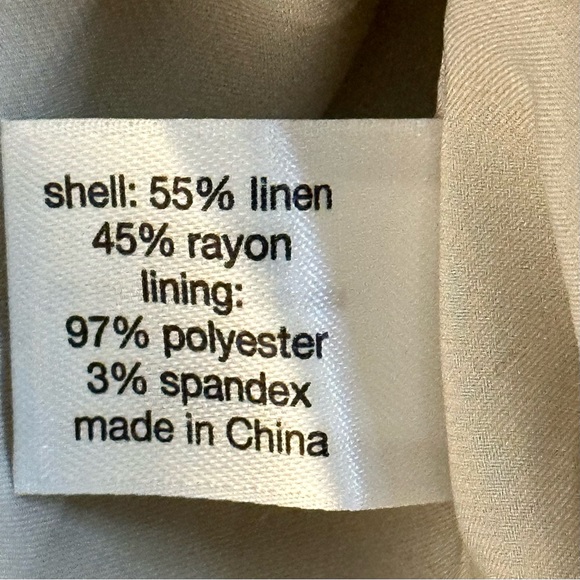 shell: 55% linen
45% rayon
lining:
97% polyester
3% spandex
made in China